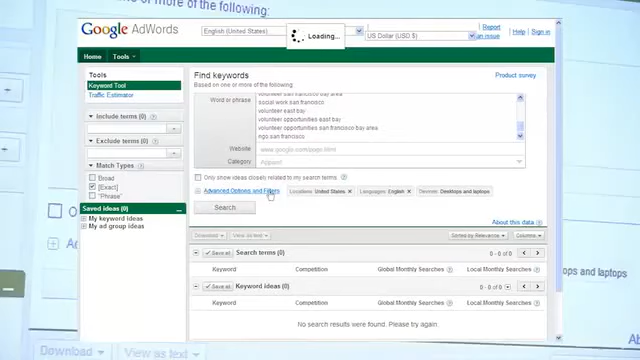 ne or more of the following:
Google AdWords
English (United States)
Loading...
US Dollar (USD $)
Report an issue
Help
Sign in
Home
Tools
Tools
Keyword Tool
Traffic Estimator
Include terms (0)
Exclude terms (0)
Match Types
Broad
[Exact]
"Phrase"
Saved ideas (0)
My keyword ideas
My ad group ideas
Find keywords
Product survey
Based on one or more of the following:
Word or phrase
volunteer san francisco bay area
social work san francisco
volunteer east bay
volunteer opportunities east bay
volunteer opportunities san francisco bay area
ngo san francisco
Website
www.google.com/page.html
Category
Apparel
Only show ideas closely related to my search terms
Advanced Options and Filters
Locations: United States ×
Languages: English ×
Devices: Desktops and laptops
Search
About this data
Download
View as text
Sorted by Relevance
Columns
Save all
Search terms (0)
0 - 0 of 0
Keyword
Competition
Global Monthly Searches
Local Monthly Searches
Save all
Keyword ideas (0)
0 - 0 of 0
Keyword
Competition
Global Monthly Searches
Local Monthly Searches
No search results were found. Please try again
O
Ad
ops and laptops
Download
View as text